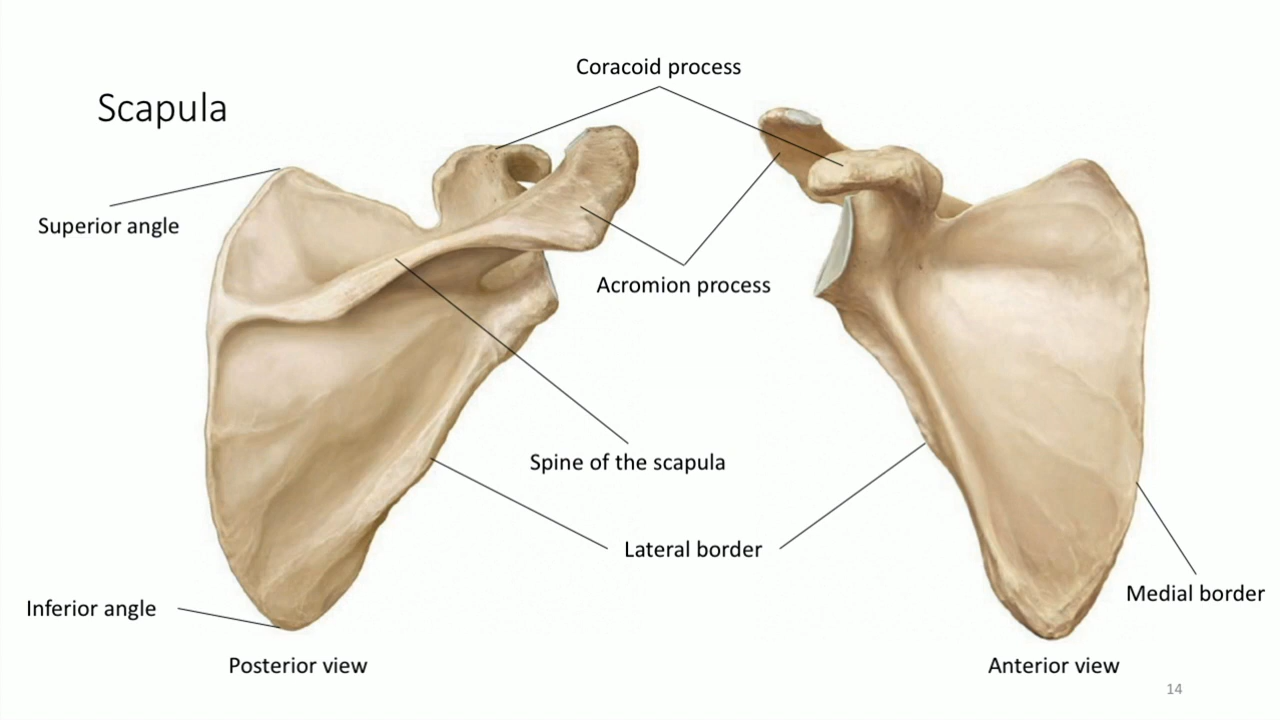 Coracoid process
Scapula
Superior angle
Acromion process
Spine of the scapula
Lateral border
Medial border
Inferior angle
Posterior view
Anterior view
14